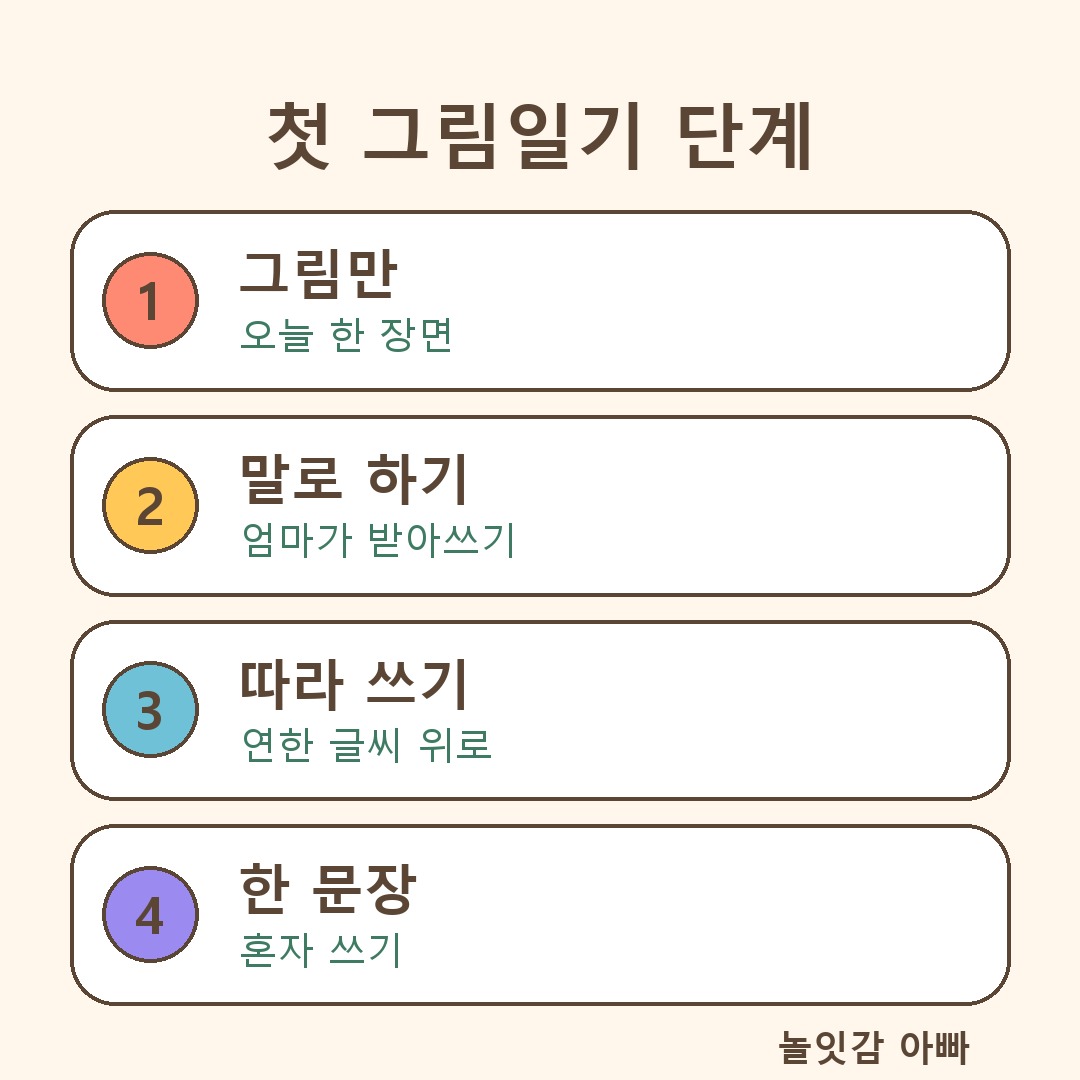 첫 그림일기 단계
1
그림만
오늘 한 장면
2
말로 하기
엄마가 받아쓰기
3
따라 쓰기
연한 글씨 위로
4
한 문장
혼자 쓰기
놀잇감 아빠